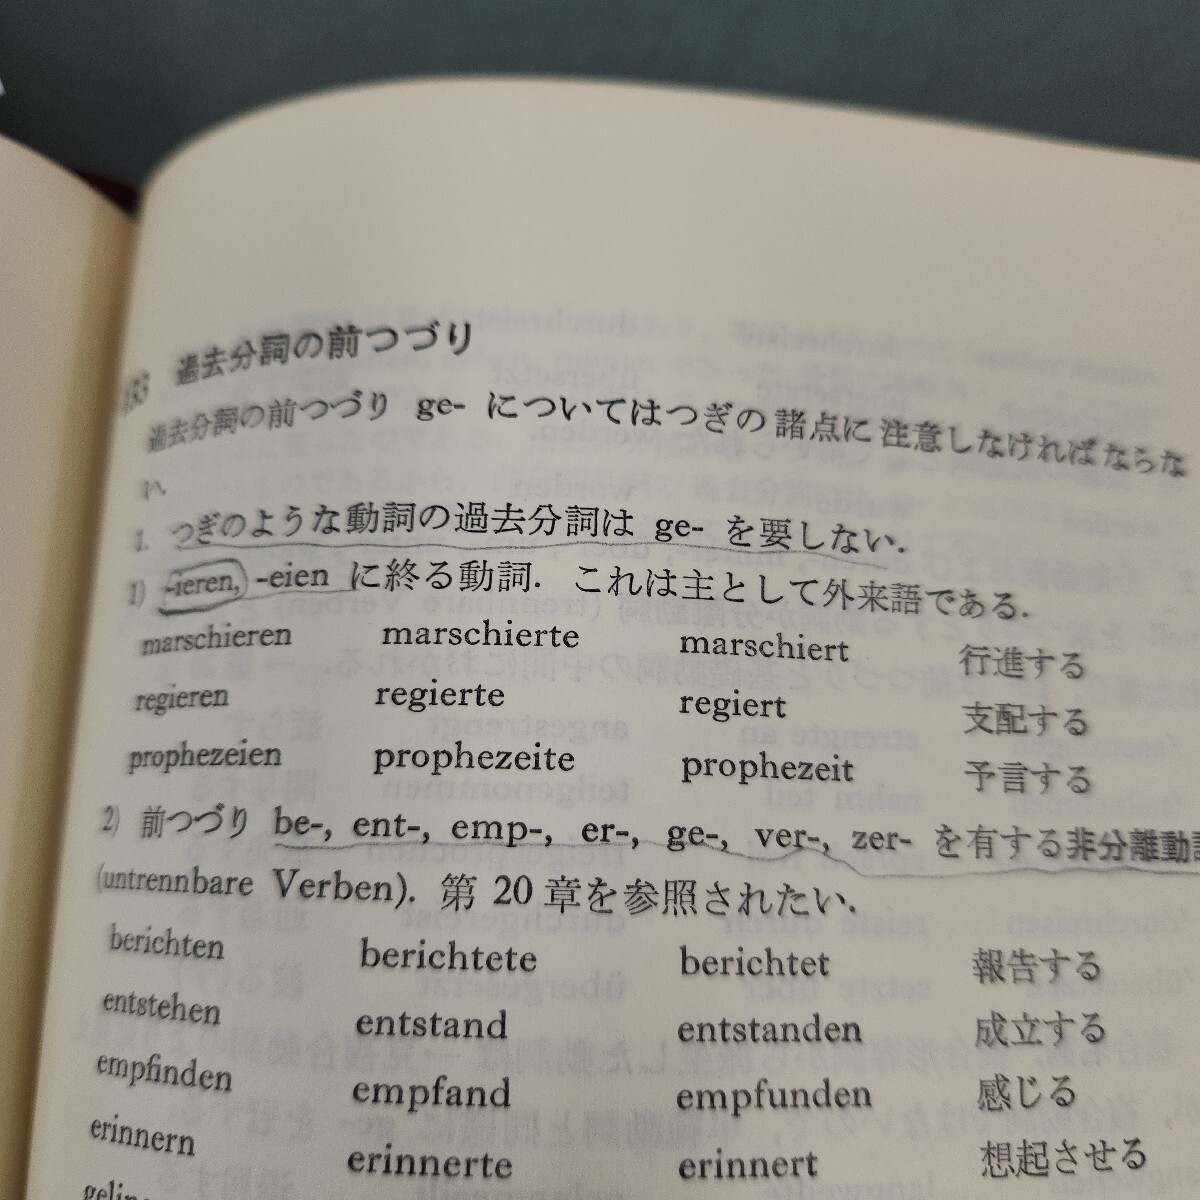 過去分詞の前つづり
過去分詞の前つづり ge- についてはつぎの諸点に注意しなければならな
い.
1. つぎのような動詞の過去分詞は ge- を要しない.
1) -ieren, -eien に終る動詞. これは主として外来語である.
marschieren marschierte marschiert 行進する
regieren regierte regiert 支配する
prophezeien prophezeite prophezeit 予言する
2) 前つづり be-, ent-, emp-, er-, ge-, ver-, zer- を有する非分離動詞
(untrennbare Verben). 第 20 章を参照されたい.
berichten berichtete berichtet 報告する
entstehen entstand entstanden 成立する
empfinden empfand empfunden 感じる
erinnern erinnerte erinnert 想起させる